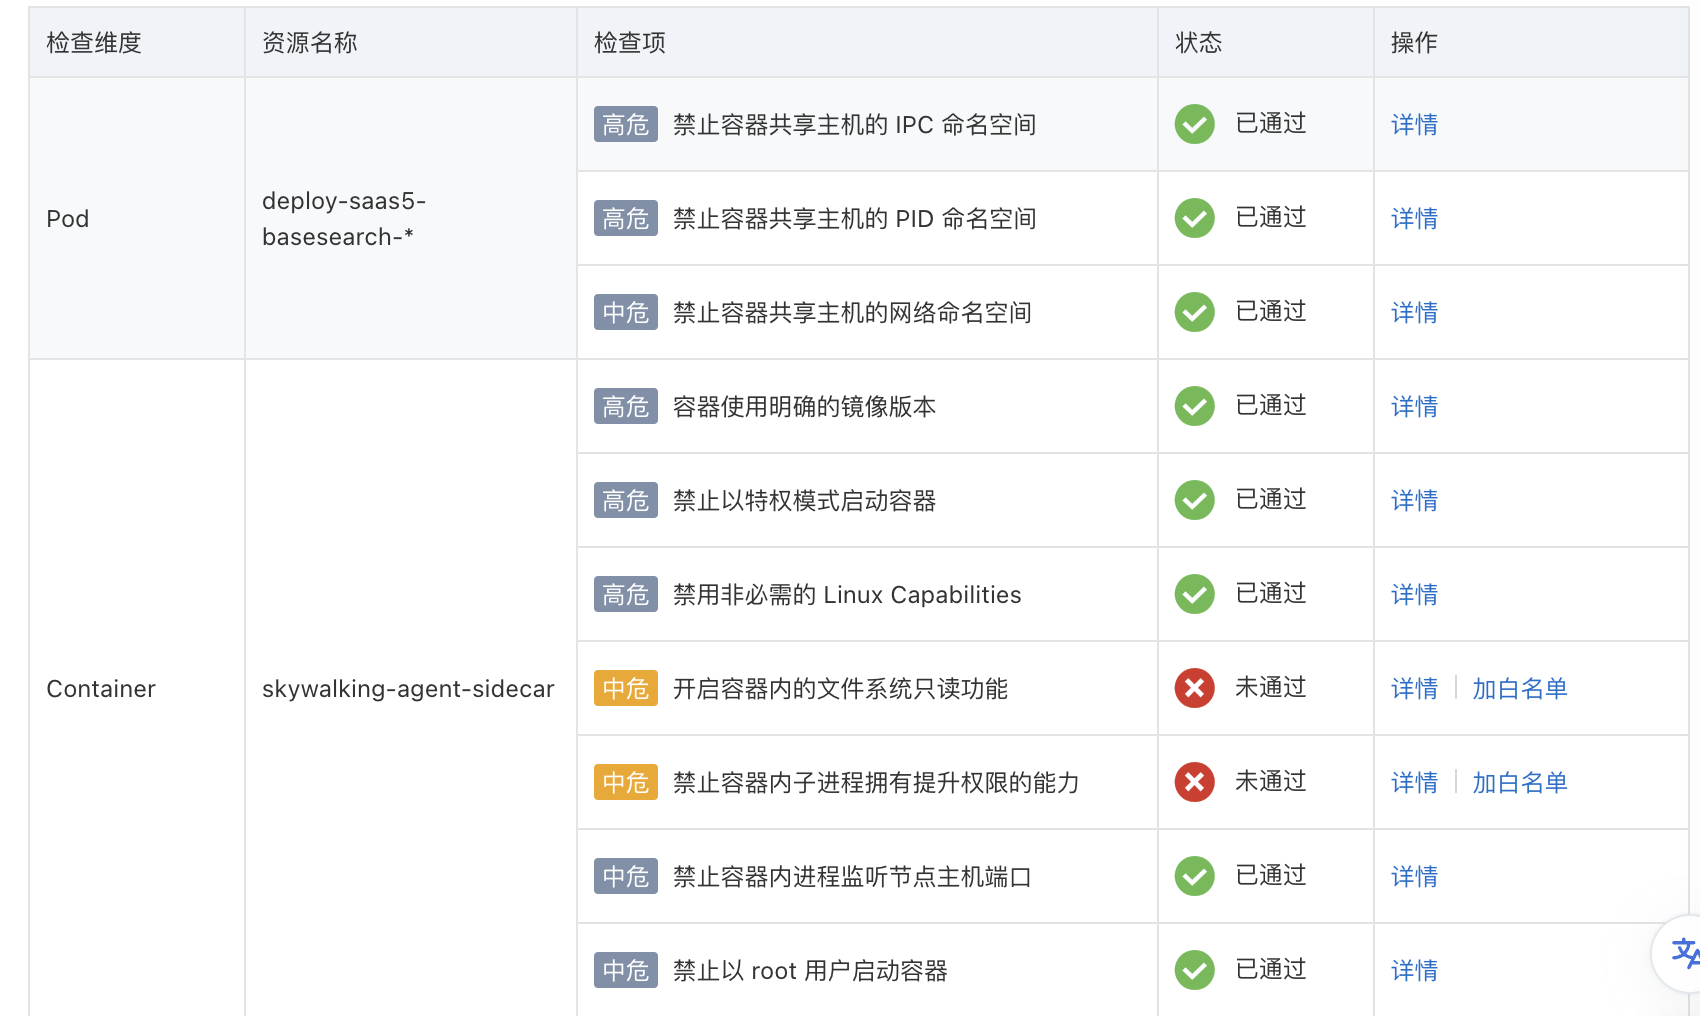 检查维度 资源名称 检查项 状态 操作
高危 禁止容器共享主机的 IPC 命名空间 已通过 详情
Pod
deploy-saas5-
basesearch-*
高危 禁止容器共享主机的 PID 命名空间 已通过 详情
中危 禁止容器共享主机的网络命名空间 已通过 详情
高危 容器使用明确的镜像版本 已通过 详情
高危 禁止以特权模式启动容器 已通过 详情
高危 禁用非必需的 Linux Capabilities 已通过 详情
Container skywalking-agent-sidecar 中危 开启容器内的文件系统只读功能 未通过 详情 加白名单
中危 禁止容器内子进程拥有提升权限的能力 未通过 详情 加白名单
中危 禁止容器内进程监听节点主机端口 已通过 详情
中危 禁止以 root 用户启动容器 已通过 详情